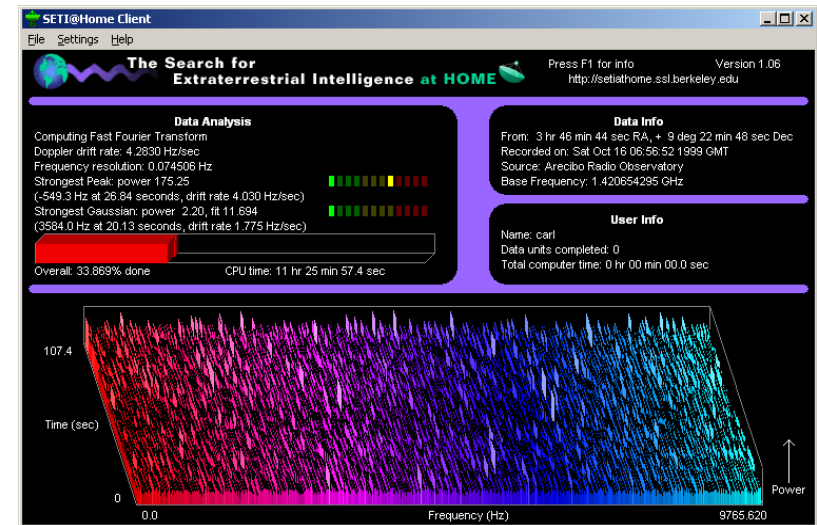 SETI@Home Client
File Settings Help
The Search for
Extraterrestrial Intelligence at HOME
Press F1 for info Version 1.06
http://setiathome.ssl.berkeley.edu
Data Analysis
Computing Fast Fourier Transform
Doppler drift rate: 4.2830 Hz/sec
Frequency resolution: 0.074506 Hz
Strongest Peak: power 175.25
(-549.3 Hz at 26.84 seconds, drift rate 4.030 Hz/sec)
Strongest Gaussian: power 2.20, fit 11.694
(3584.0 Hz at 20.13 seconds, drift rate 1.775 Hz/sec)
Overall: 33.869% done CPU time: 11 hr 25 min 57.4 sec
Data Info
From: 3 hr 46 min 44 sec RA, + 9 deg 22 min 48 sec Dec
Recorded on: Sat Oct 16 06:56:52 1999 GMT
Source: Arecibo Radio Observatory
Base Frequency: 1.420654295 GHz
User Info
Name: carl
Data units completed: 0
Total computer time: 0 hr 00 min 00.0 sec
107.4
Time (sec)
0
0.0 Frequency (Hz) 9765.620
Power